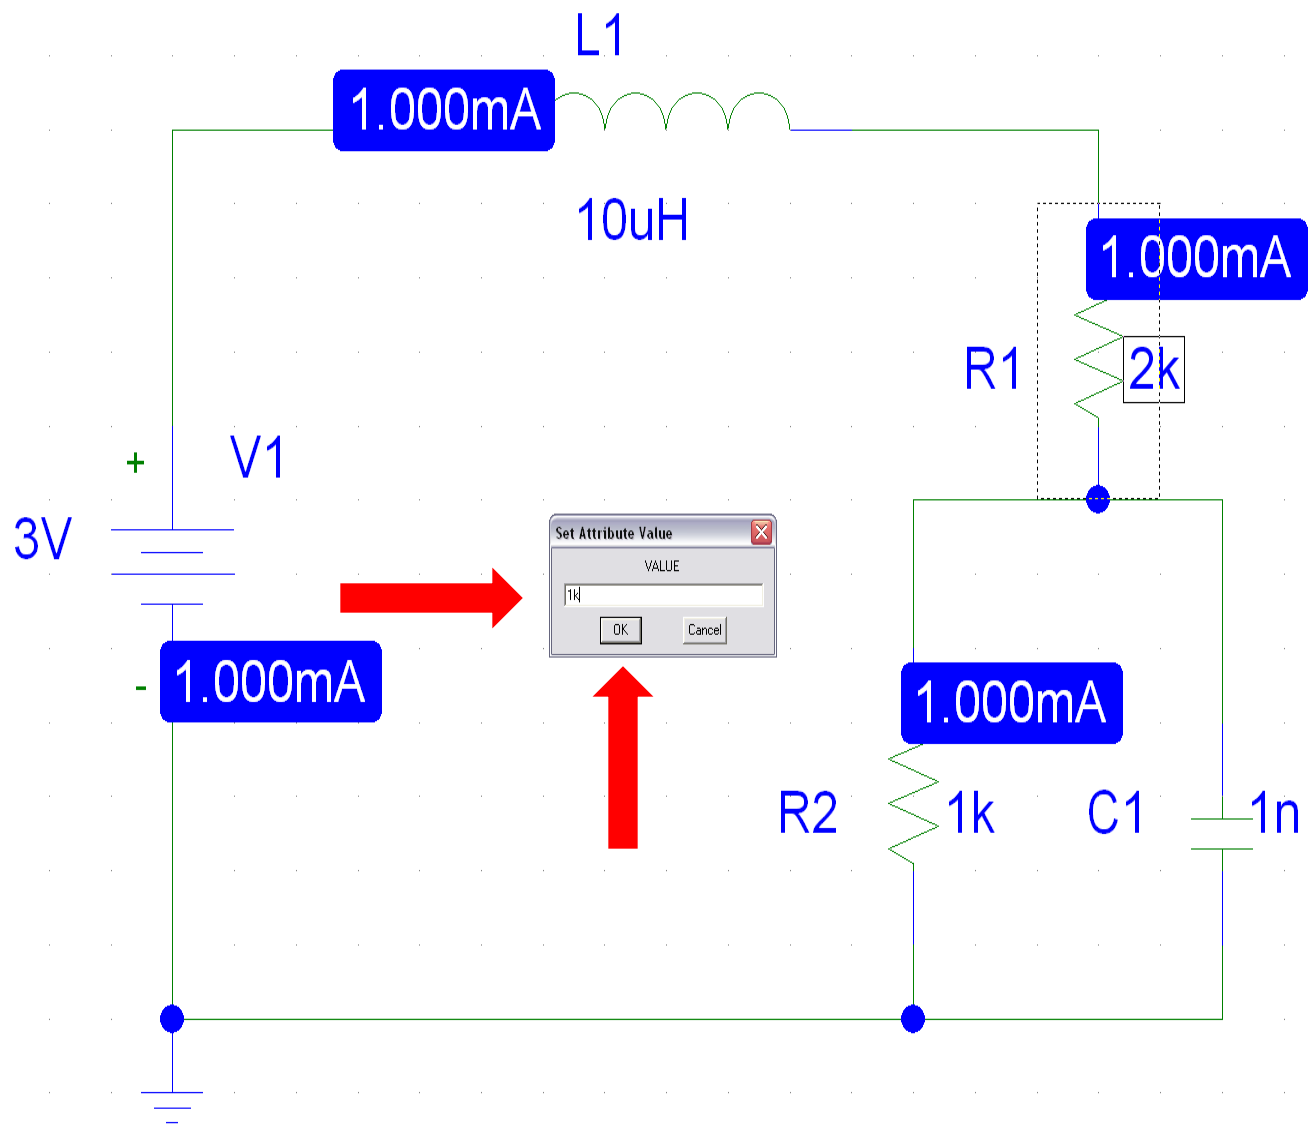 L1
1.000mA
10uH
1.000mA
R1
2k
+
V1
3V
Set Attribute Value
VALUE
1k
OK
Cancel
-
1.000mA
1.000mA
R2
1k
C1
1n